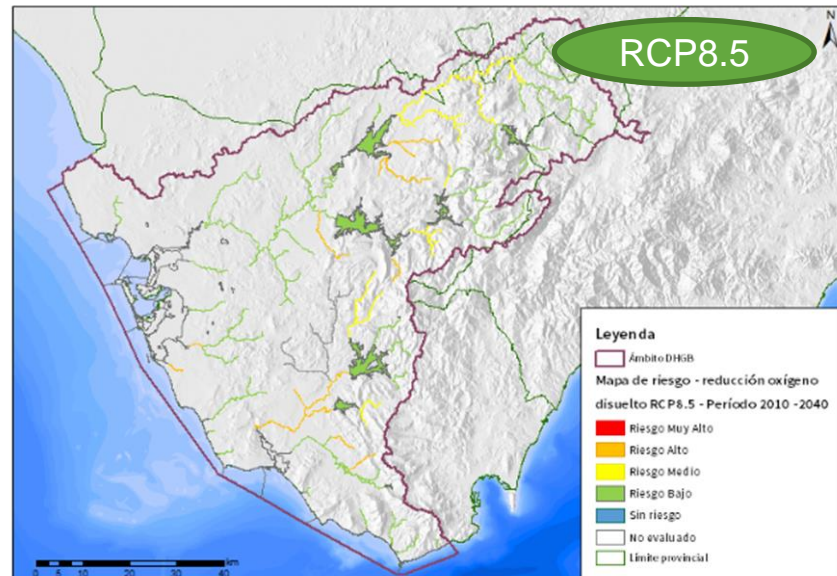 RCP8.5
N
Leyenda
Ámbito DHGB
Mapa de riesgo - reducción oxígeno
disuelto RCP8.5 - Período 2010 -2040
Riesgo Muy Alto
Riesgo Alto
Riesgo Medio
Riesgo Bajo
Sin riesgo
No evaluado
Límite provincial
km
0 5 10 20 30 40